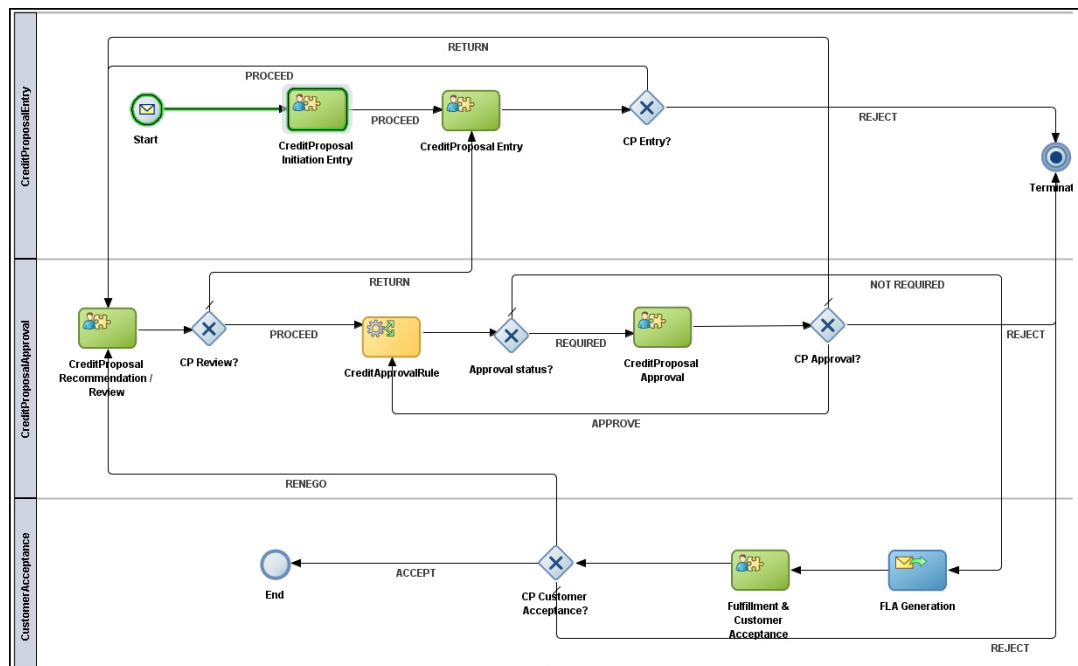 CreditProposalEntry
RETURN
PROCEED
Start
CreditProposal
Initiation Entry
PROCEED
CreditProposal Entry
CP Entry?
REJECT
Terminat
CreditProposalApproval
RETURN
NOT REQUIRED
CreditProposal
Recommendation /
Review
CP Review?
PROCEED
CreditApprovalRule
Approval status?
REQUIRED
CreditProposal
Approval
CP Approval?
REJECT
APPROVE
RENEGO
CustomerAcceptance
End
ACCEPT
CP Customer
Acceptance?
Fulfillment &
Customer
Acceptance
FLA Generation
REJECT